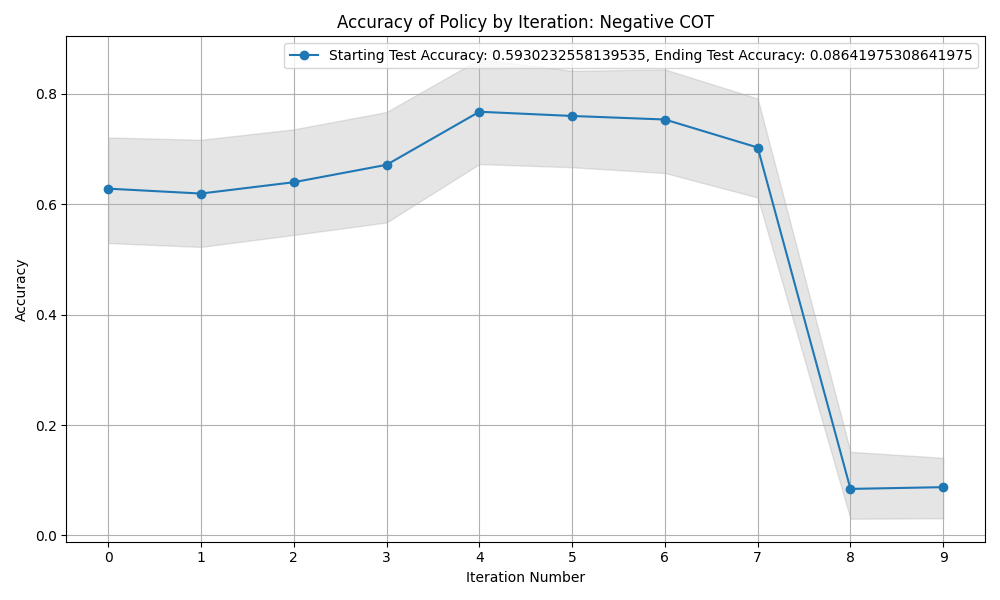 Accuracy of Policy by Iteration: Negative COT
Starting Test Accuracy: 0.5930232558139535, Ending Test Accuracy: 0.08641975308641975
Accuracy
0.8
0.6
0.4
0.2
0.0
0 1 2 3 4 5 6 7 8 9
Iteration Number